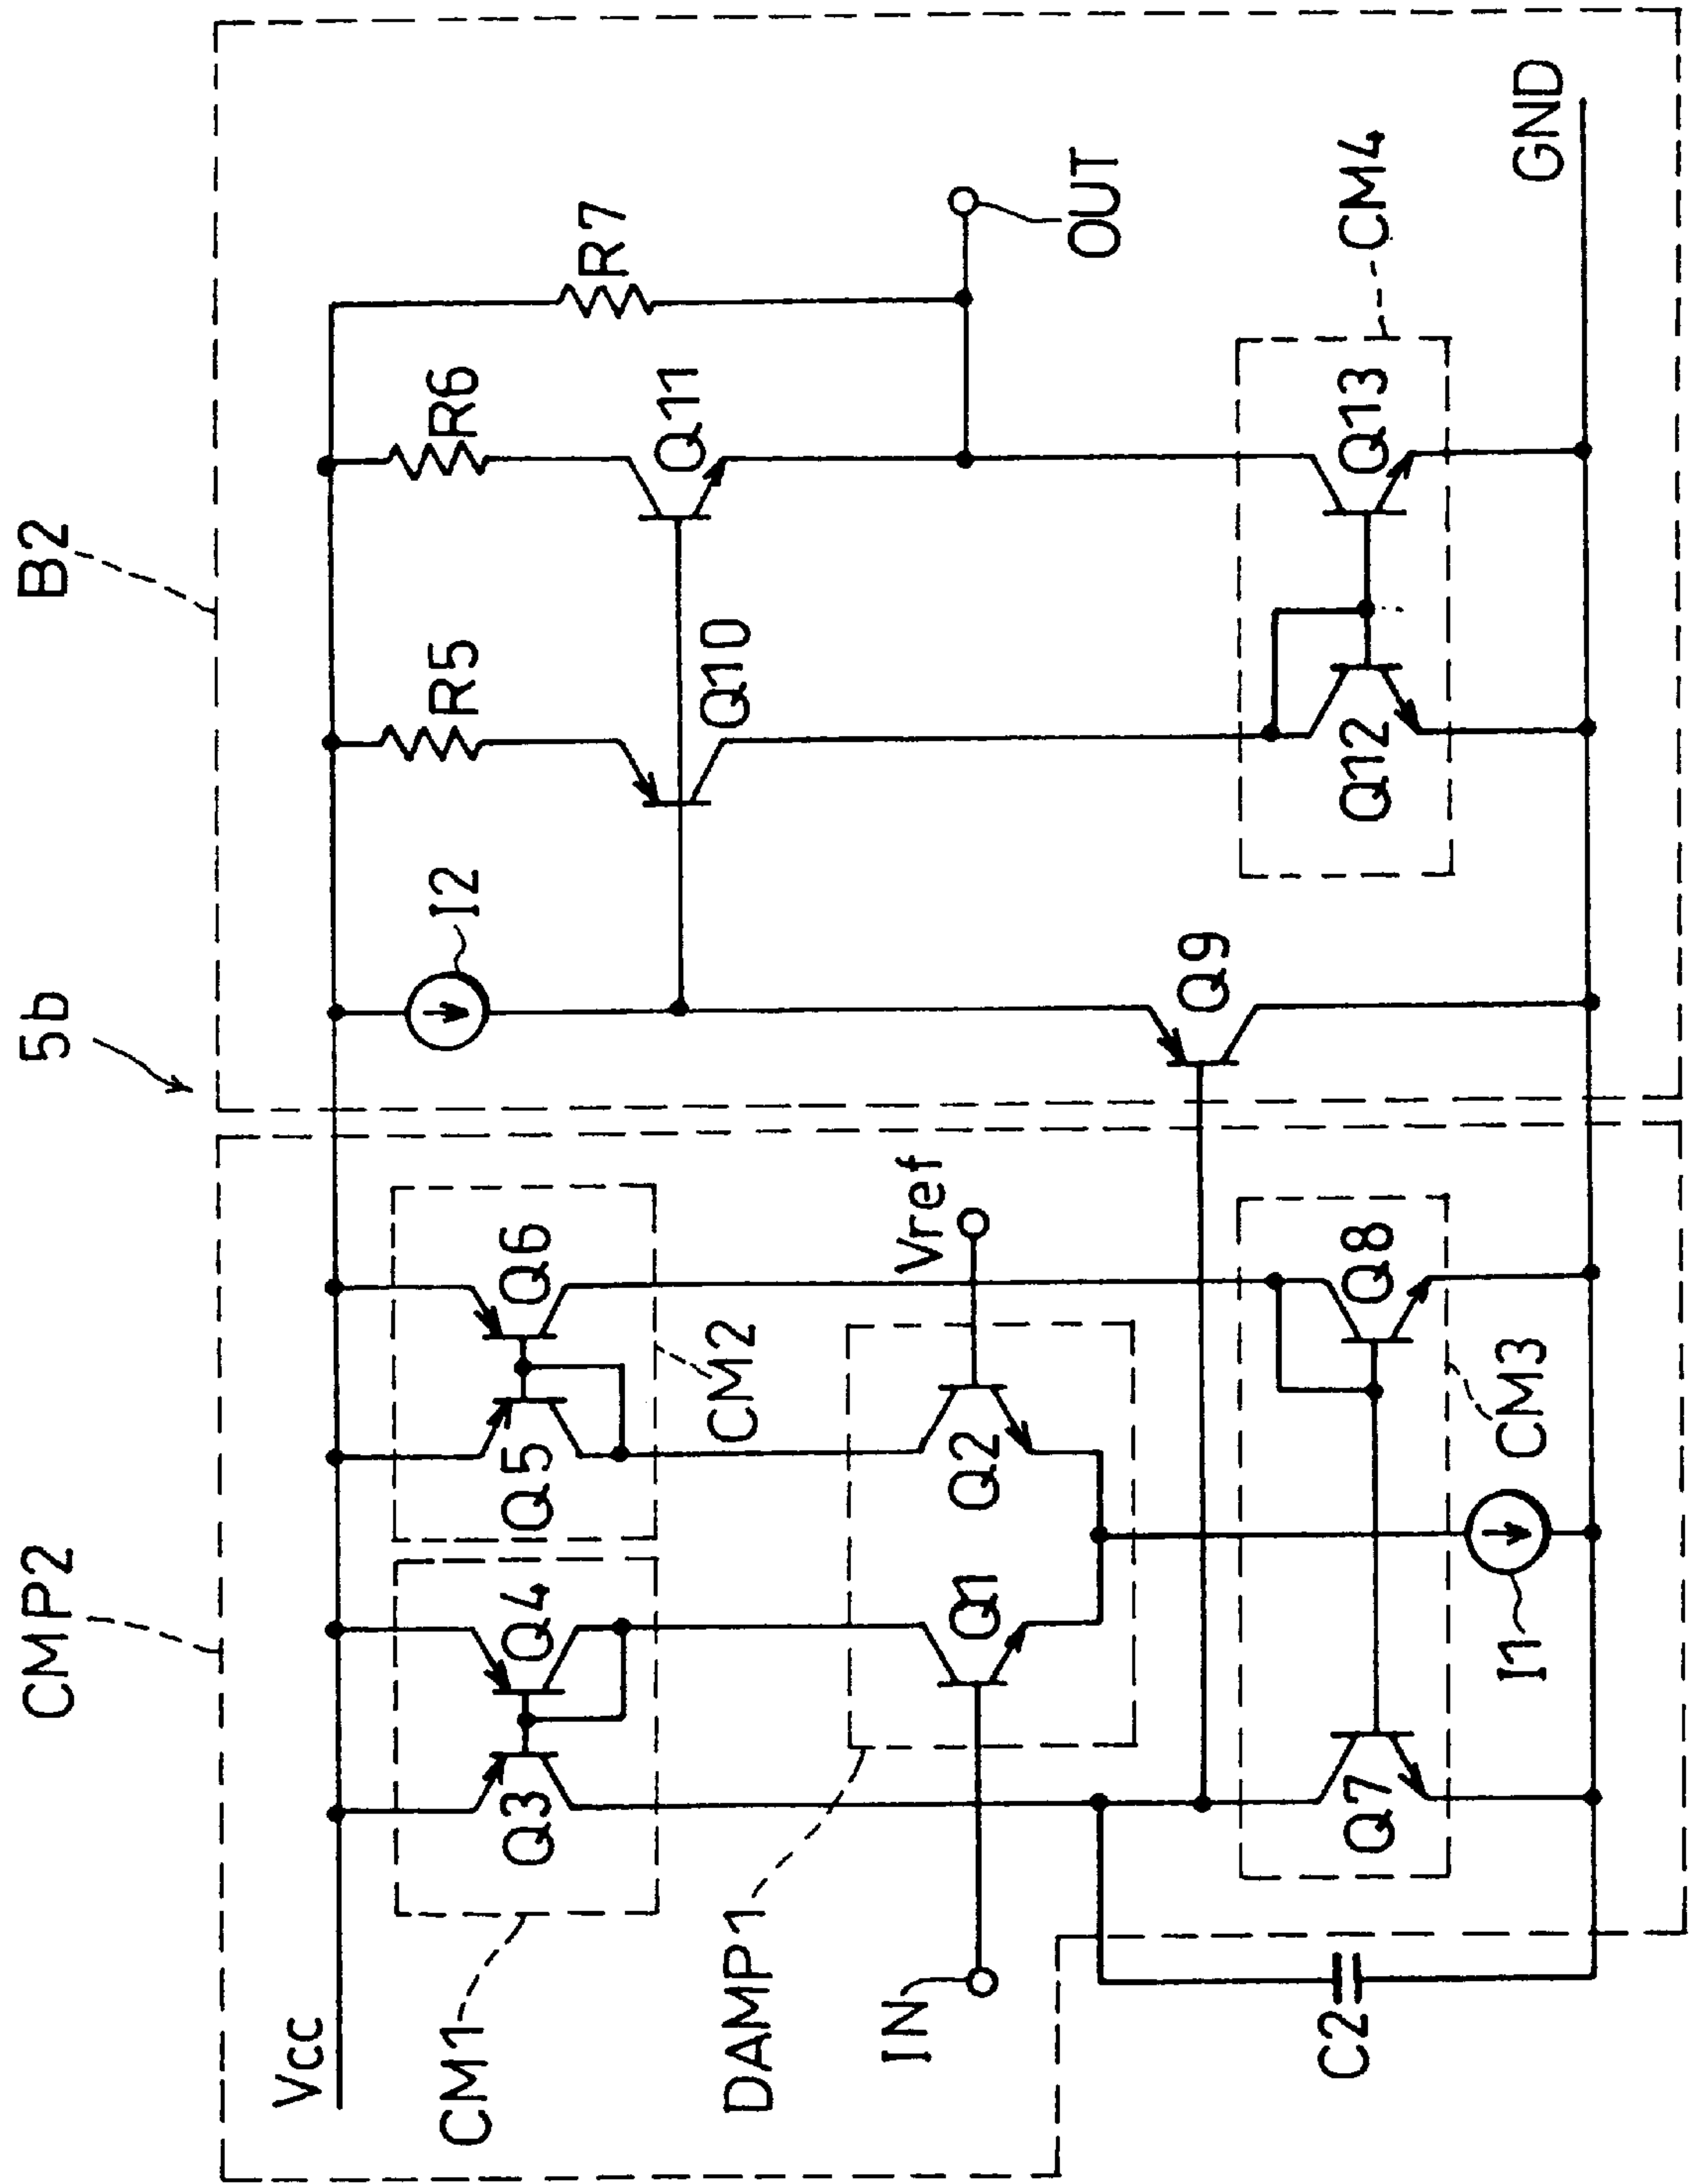 5b
CMP2
B2
Vcc
CM1
Q3
Q4
Q5
Q6
CM2
I2
R5
R6
R7
Q10
Q11
DAMP1
IN
Q1
Q2
Vref
OUT
Q9
C2
Q7
Q8
I1
CM3
Q12
Q13
CM4
GND